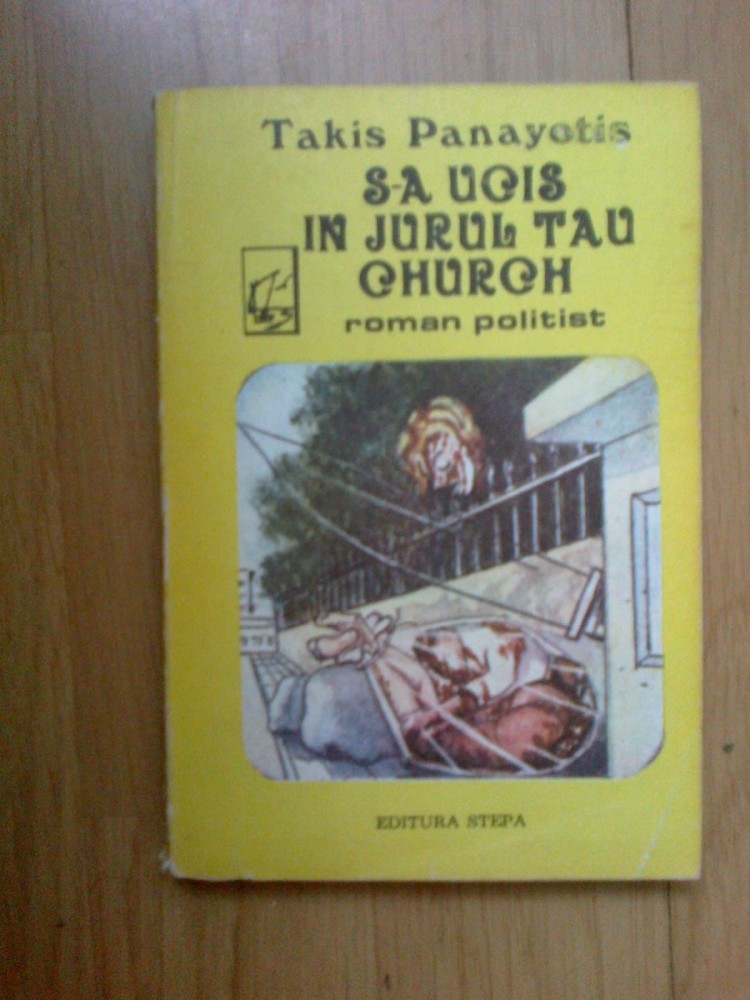 Takis Panayotis
S-A UCIS
IN JURUL TAU
CHURCH
roman politist
EDITURA STEPA